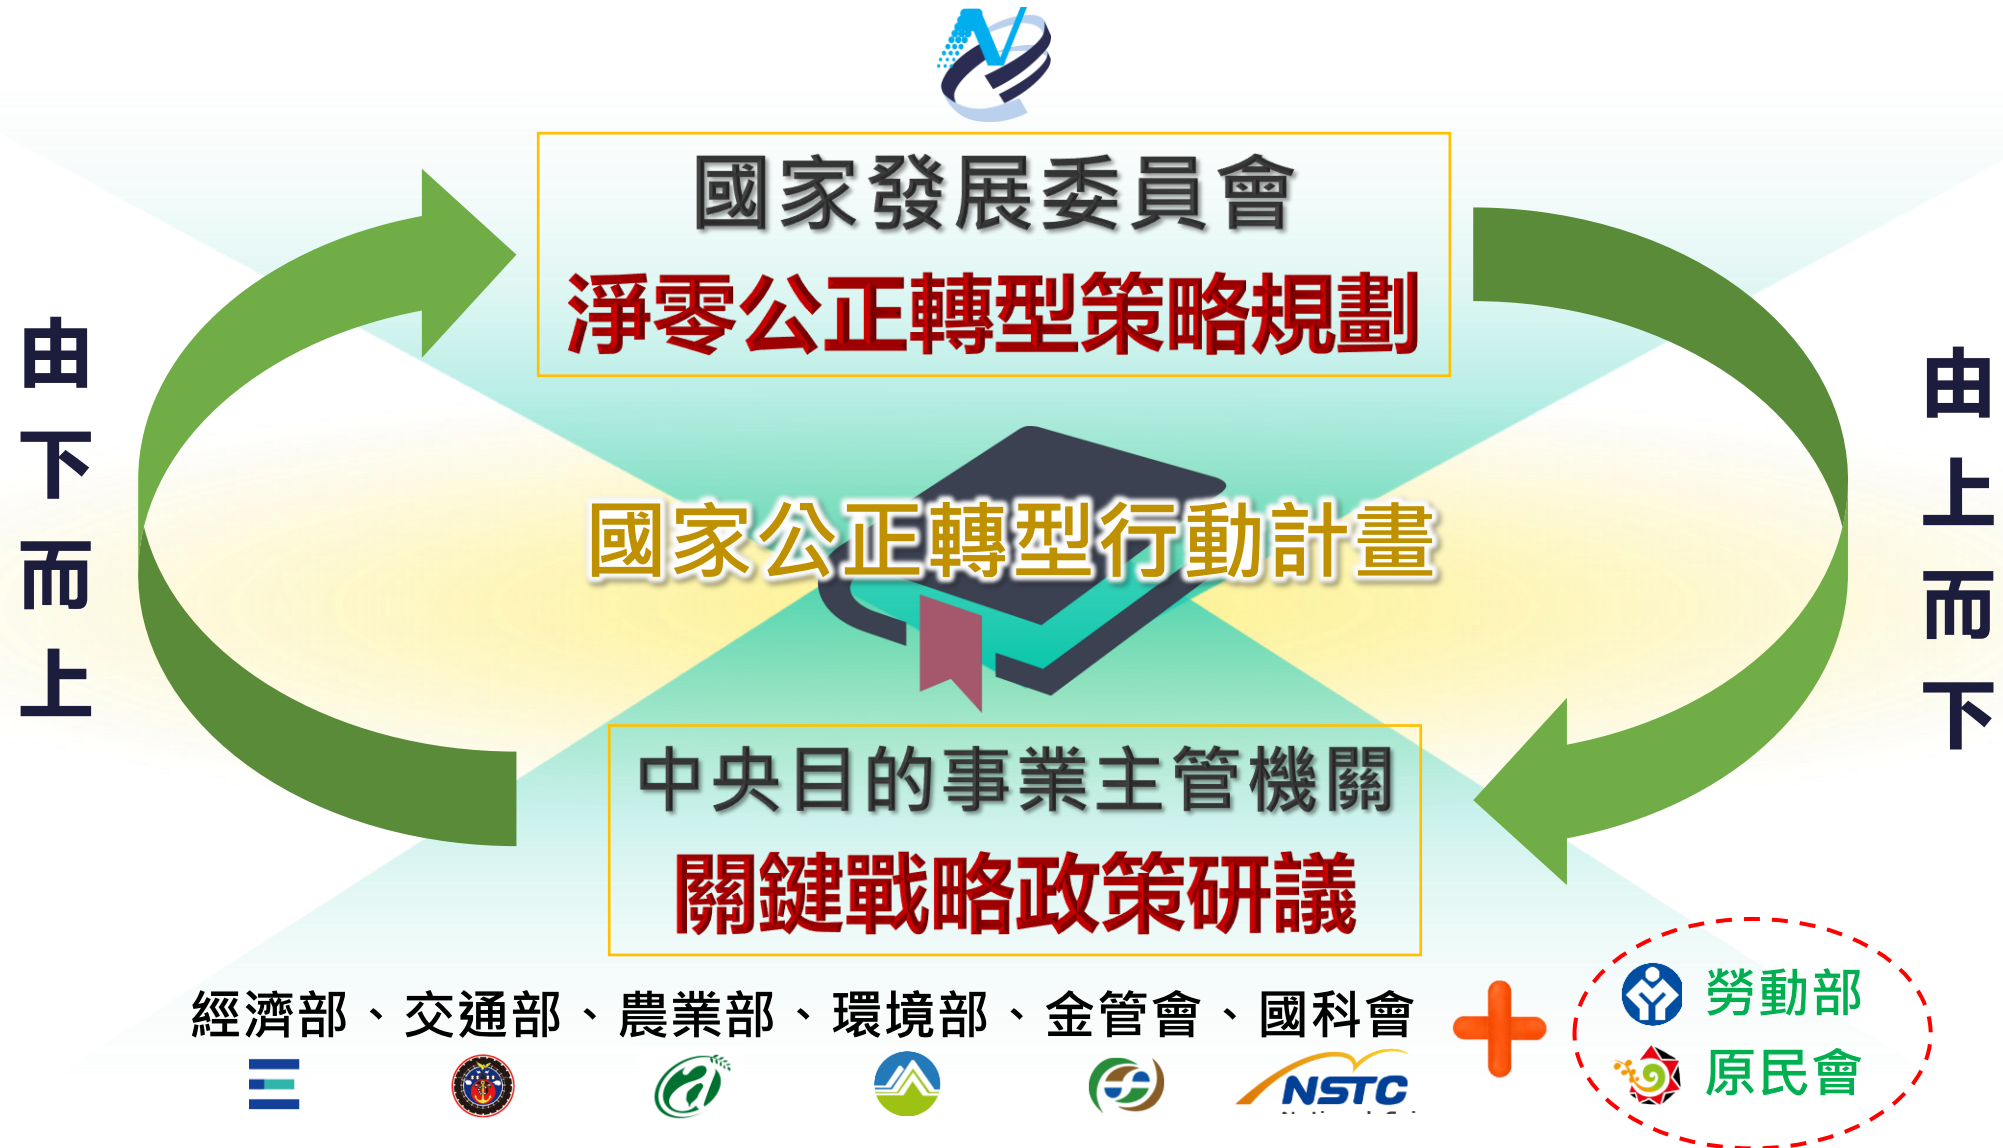 國家發展委員會
淨零公正轉型策略規劃
由下而上
由上而下
國家公正轉型行動計畫
中央目的事業主管機關
關鍵戰略政策研議
經濟部、交通部、農業部、環境部、金管會、國科會
NSTC
勞動部
原民會